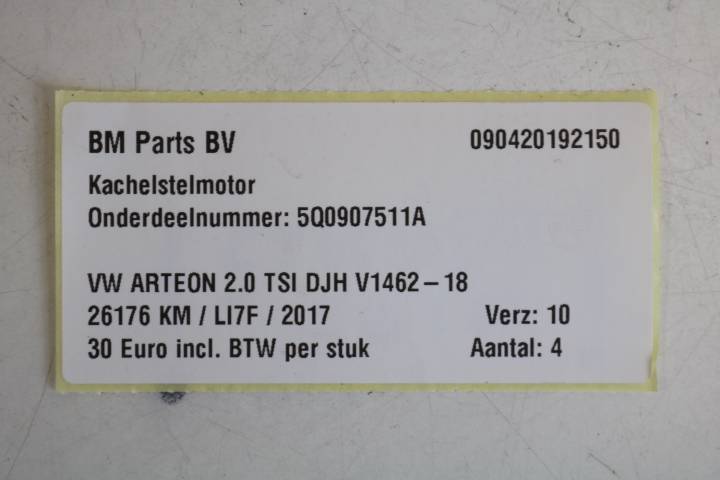 BM Parts BV 090420192150
Kachelstelmotor
Onderdeelnummer: 5Q0907511A
VW ARTEON 2.0 TSI DJH V1462-18
26176 KM / LI7F / 2017 Verz: 10
30 Euro incl. BTW per stuk Aantal: 4